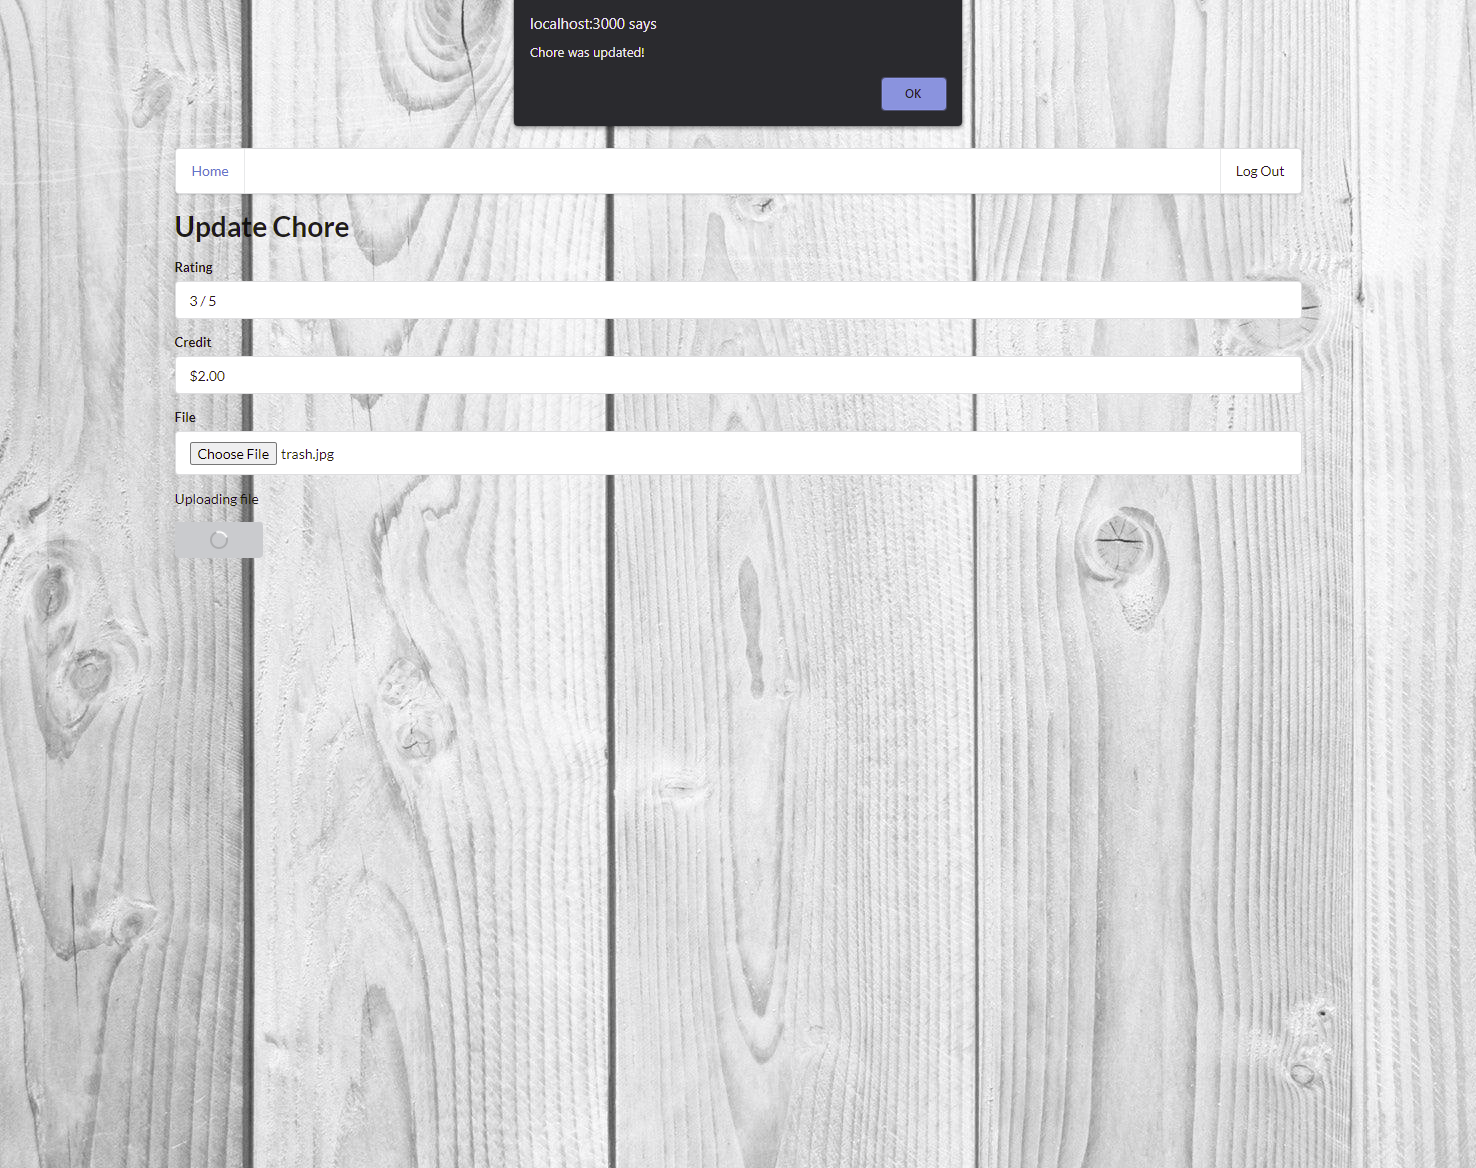 localhost:3000 says
Chore was updated!
OK
Home
Log Out
Update Chore
Rating
3 / 5
Credit
$2.00
File
Choose File trash.jpg
Uploading file